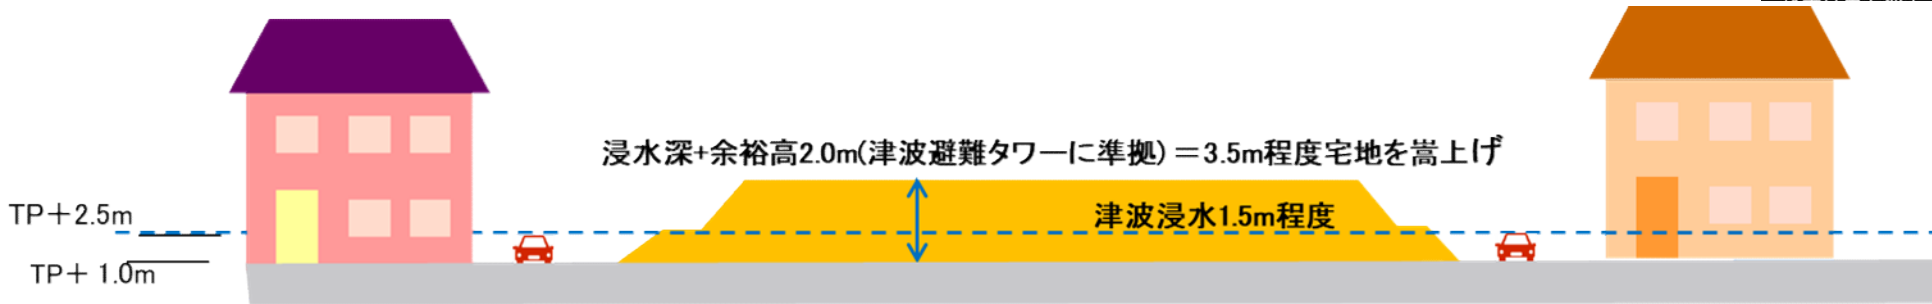 浸水深+余裕高2.0m(津波避難タワーに準拠)＝3.5m程度宅地を嵩上げ
TP＋2.5m
津波浸水1.5m程度
TP＋ 1.0m